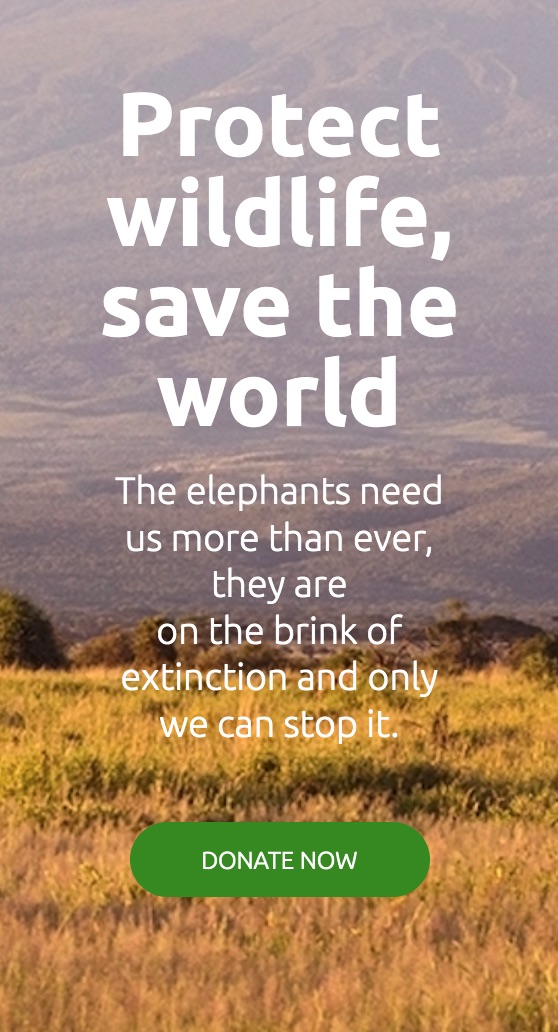 Protect
wildlife,
save the
world
The elephants need
us more than ever,
they are
on the brink of
extinction and only
we can stop it.
DONATE NOW